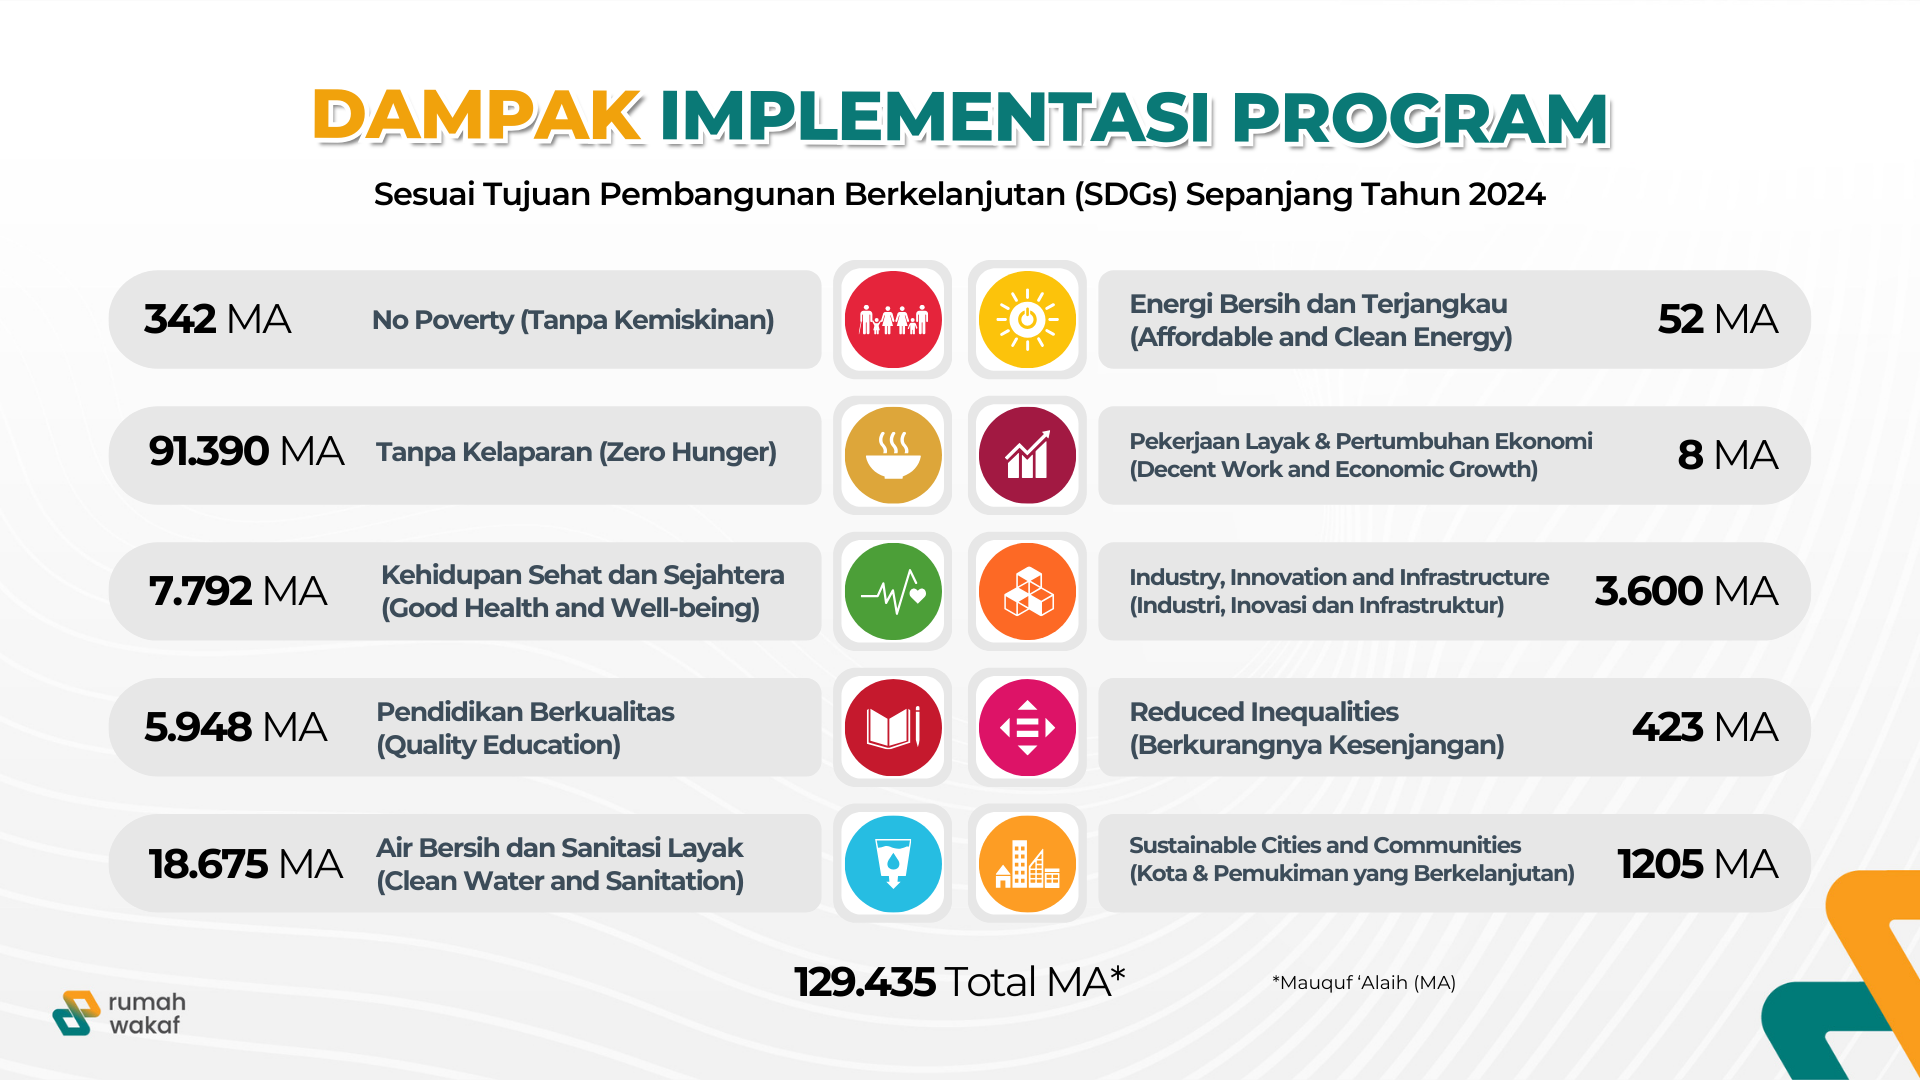 DAMPAK IMPLEMENTASI PROGRAM
Sesuai Tujuan Pembangunan Berkelanjutan (SDGs) Sepanjang Tahun 2024
342 MA
No Poverty (Tanpa Kemiskinan)
91.390 MA
Tanpa Kelaparan (Zero Hunger)
7.792 MA
Kehidupan Sehat dan Sejahtera
(Good Health and Well-being)
5.948 MA
Pendidikan Berkualitas
(Quality Education)
18.675 MA
Air Bersih dan Sanitasi Layak
(Clean Water and Sanitation)
Energi Bersih dan Terjangkau
(Affordable and Clean Energy)
52 MA
Pekerjaan Layak & Pertumbuhan Ekonomi
(Decent Work and Economic Growth)
8 MA
Industry, Innovation and Infrastructure
(Industri, Inovasi dan Infrastruktur)
3.600 MA
Reduced Inequalities
(Berkurangnya Kesenjangan)
423 MA
Sustainable Cities and Communities
(Kota & Pemukiman yang Berkelanjutan)
1205 MA
129.435 Total MA*
*Mauquf ‘Alaih (MA)
rumah
wakaf